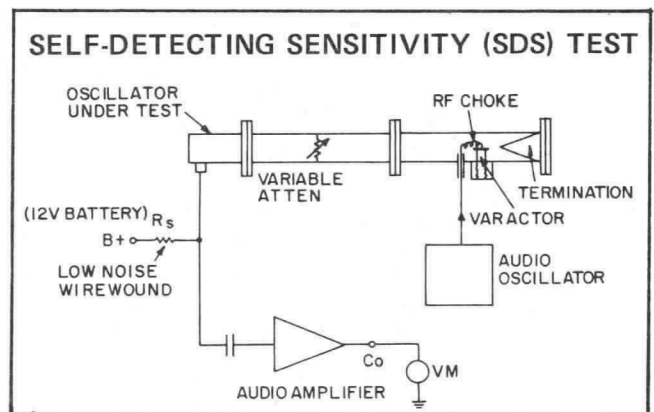 SELF-DETECTING SENSITIVITY (SDS) TEST
OSCILLATOR
UNDER TEST
RF CHOKE
VARIABLE
ATTEN
TERMINATION
VARACTOR
(12V BATTERY)
Rs
B+
LOW NOISE
WIREWOUND
AUDIO
OSCILLATOR
Co
VM
AUDIO AMPLIFIER